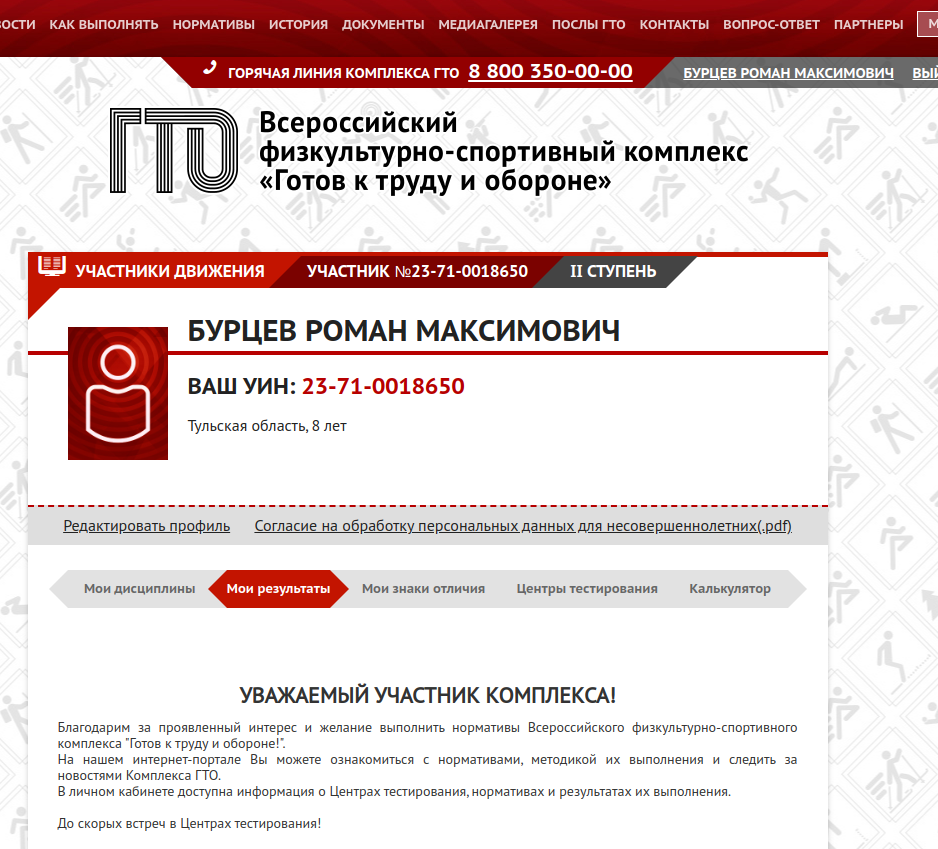 ОСТИ КАК ВЫПОЛНЯТЬ НОРМАТИВЫ ИСТОРИЯ ДОКУМЕНТЫ МЕДИАГАЛЕРЕЯ ПОСЛЫ ГТО КОНТАКТЫ ВОПРОС-ОТВЕТ ПАРТНЕРЫ М
ГОРЯЧАЯ ЛИНИЯ КОМПЛЕКСА ГТО 8 800 350-00-00 БУРЦЕВ РОМАН МАКСИМОВИЧ ВЫЙ
ГТО
Всероссийский
физкультурно-спортивный комплекс
«Готов к труду и обороне»
УЧАСТНИКИ ДВИЖЕНИЯ УЧАСТНИК №23-71-0018650 II СТУПЕНЬ
БУРЦЕВ РОМАН МАКСИМОВИЧ
ВАШ УИН: 23-71-0018650
Тульская область, 8 лет
Редактировать профиль Согласие на обработку персональных данных для несовершеннолетних(.pdf)
Мои дисциплины Мои результаты Мои знаки отличия Центры тестирования Калькулятор
УВАЖАЕМЫЙ УЧАСТНИК КОМПЛЕКСА!
Благодарим за проявленный интерес и желание выполнить нормативы Всероссийского физкультурно-спортивного
комплекса "Готов к труду и обороне!".
На нашем интернет-портале Вы можете ознакомиться с нормативами, методикой их выполнения и следить за
новостями Комплекса ГТО.
В личном кабинете доступна информация о Центрах тестирования, нормативах и результатах их выполнения.
До скорых встреч в Центрах тестирования!